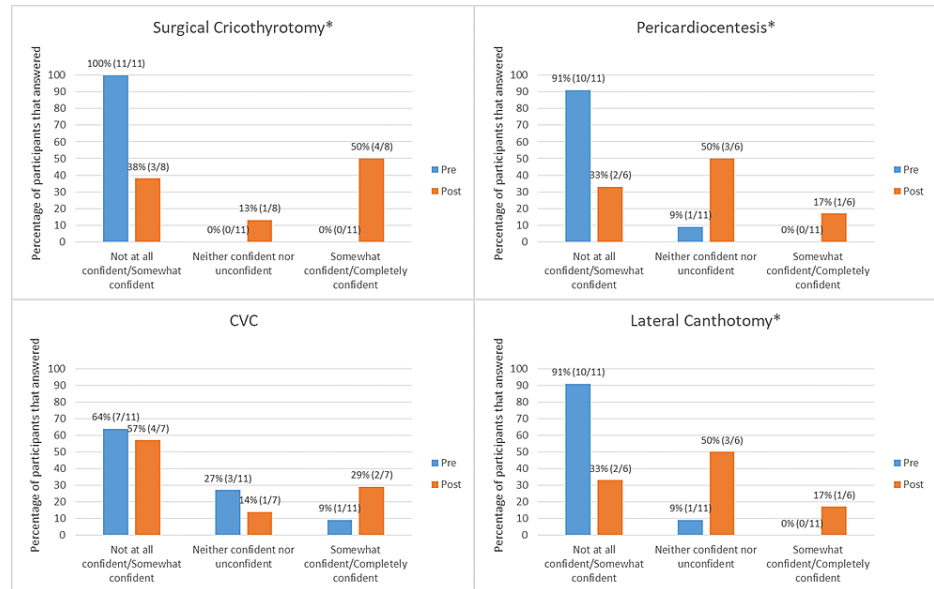 Surgical Cricothyrotomy*
Percentage of participants that answered
100
90
80
70
60
50
40
30
20
10
0
100% (11/11)
38% (3/8)
0% (0/11)
13% (1/8)
0% (0/11)
50% (4/8)
Not at all
confident/Somewhat
confident
Neither confident nor
unconfident
Somewhat
confident/Completely
confident
Pre
Post
Pericardiocentesis*
Percentage of participants that answered
100
90
80
70
60
50
40
30
20
10
0
91% (10/11)
33% (2/6)
9% (1/11)
50% (3/6)
0% (0/11)
17% (1/6)
Not at all
confident/Somewhat
confident
Neither confident nor
unconfident
Somewhat
confident/Completely
confident
Pre
Post
CVC
Percentage of participants that answered
100
90
80
70
60
50
40
30
20
10
0
64% (7/11)
57% (4/7)
27% (3/11)
14% (1/7)
9% (1/11)
29% (2/7)
Not at all
confident/Somewhat
confident
Neither confident nor
unconfident
Somewhat
confident/Completely
confident
Pre
Post
Lateral Canthotomy*
Percentage of participants that answered
100
90
80
70
60
50
40
30
20
10
0
91% (10/11)
33% (2/6)
9% (1/11)
50% (3/6)
0% (0/11)
17% (1/6)
Not at all
confident/Somewhat
confident
Neither confident nor
unconfident
Somewhat
confident/Completely
confident
Pre
Post